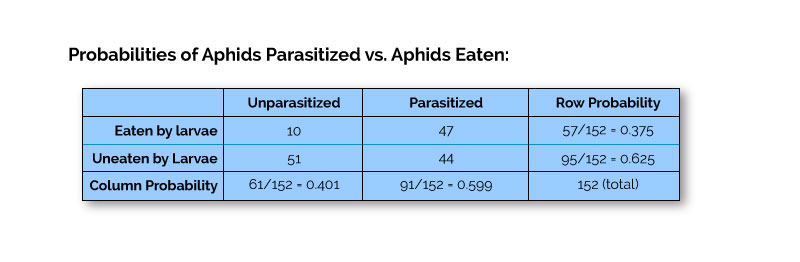 Probabilities of Aphids Parasitized vs. Aphids Eaten:
Unparasitized Parasitized Row Probability
Eaten by larvae 10 47 57/152 = 0.375
Uneaten by Larvae 51 44 95/152 = 0.625
Column Probability 61/152 = 0.401 91/152 = 0.599 152 (total)